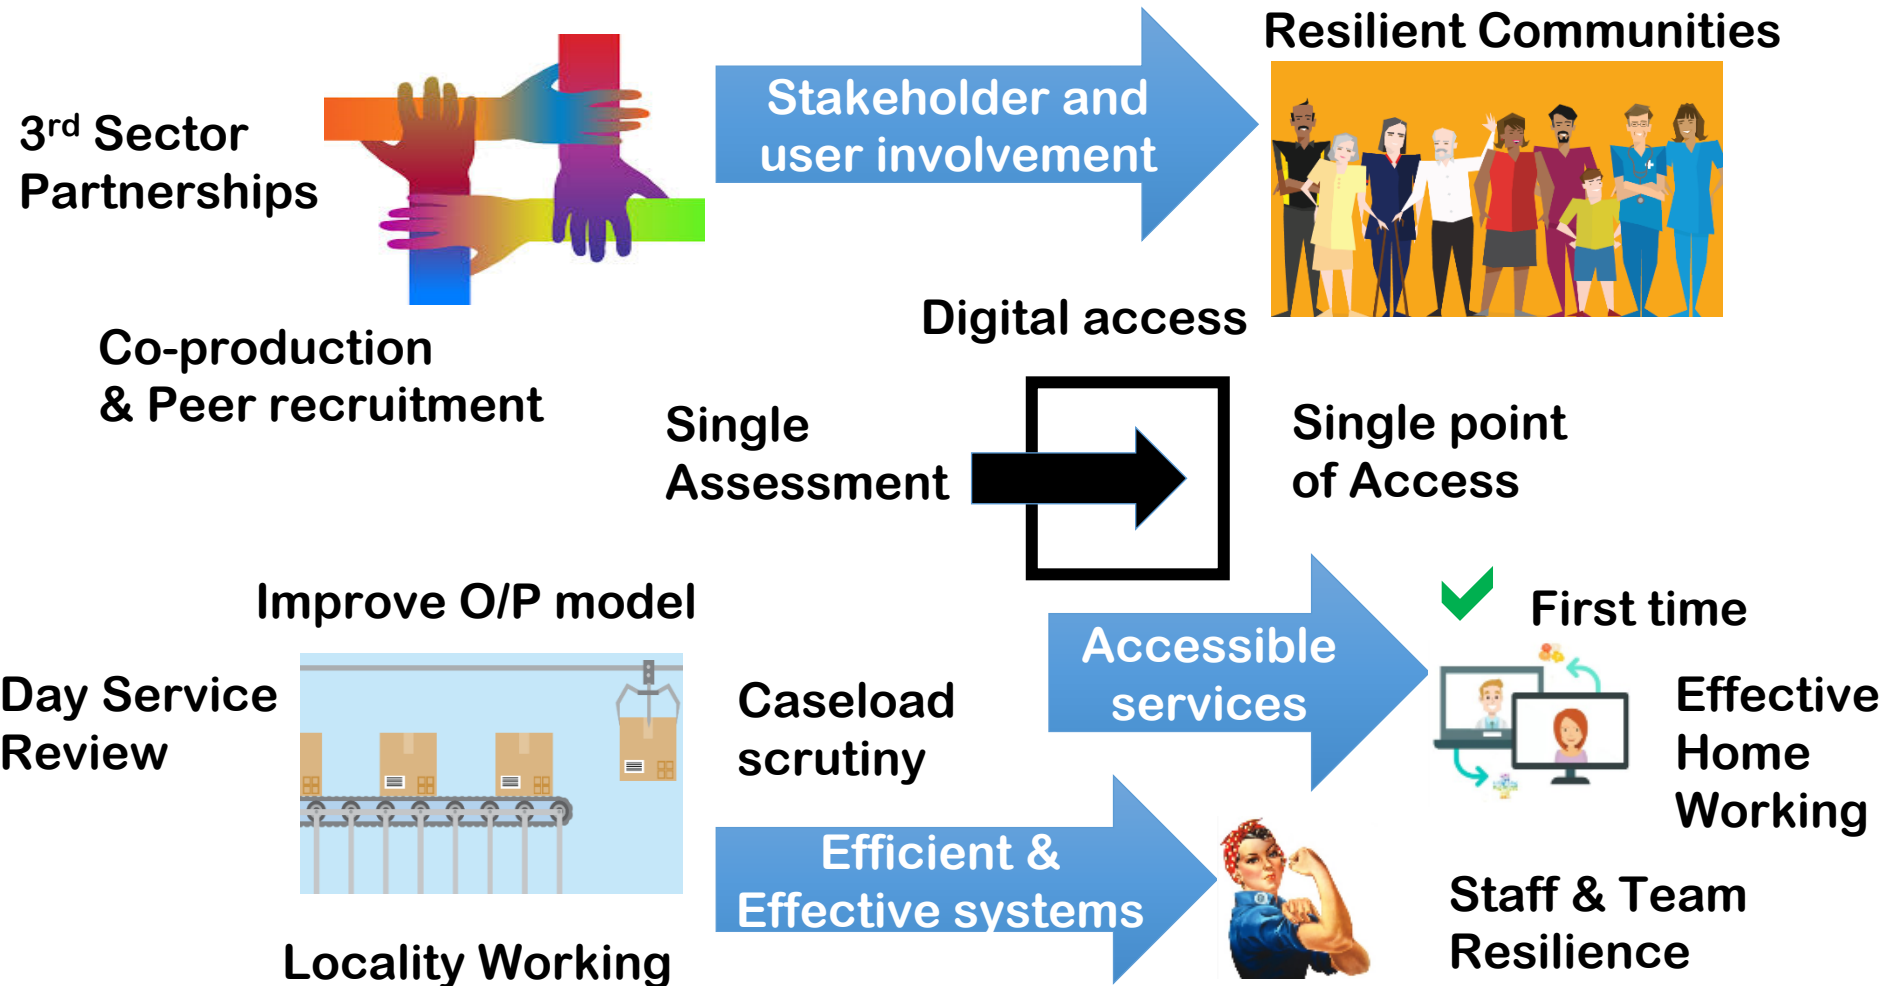 Resilient Communities
3rd Sector
Partnerships
Stakeholder and
user involvement
Co-production
& Peer recruitment
Digital access
Single
Assessment
Single point
of Access
Improve O/P model
Day Service
Review
Caseload
scrutiny
Accessible
services
First time
Effective
Home
Working
Efficient &
Effective systems
Staff & Team
Resilience
Locality Working